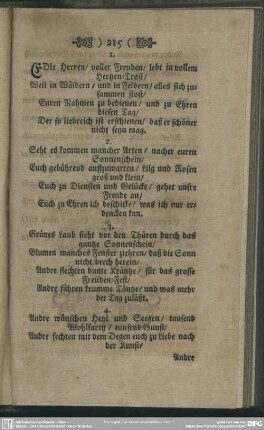 ) 215 (
1.
EDle Herren/ voller Freuden/ lebt in vollem
Hertzen-Trost/
Weil in Wäldern/ und in Feldern/ alles sich zu-
sammen stost/
Euren Nahmen zu bedienen/ und zu Ehren
diesen Tag/
Der so liebreich ist erschienen/ daß er schöner
nicht seyn mag.
2.
Seht es kommen mancher Arten/ nacher euren
Sonnenschein/
Euch gebührend auffzuwarten/ Lilg und Rosen
groß und klein/
Euch zu Diensten und Gelücke/ gehet unsre
Freude an/
Euch zu Ehren ich beschicke/ was ich nur er-
dencken kan.
3.
Grünes Laub steht vor den Thüren durch das
gantze Sonnenschein/
Blumen manches Fenster ziehren/ daß die Sonn
nicht brech herein/
Andre flechten bunte Kräntze/ für das grosse
Freuden-Fest/
Andre führen krumme Täntze/ und was mehr
der Tag zuläßt.
4.
Andre wünschen Heyl und Seegen/ tausend
Wohlfarth/ tausend Gunst/
Andre fechten mit dem Degen euch zu Liebe nach
der Kunst/
Andre
DFG